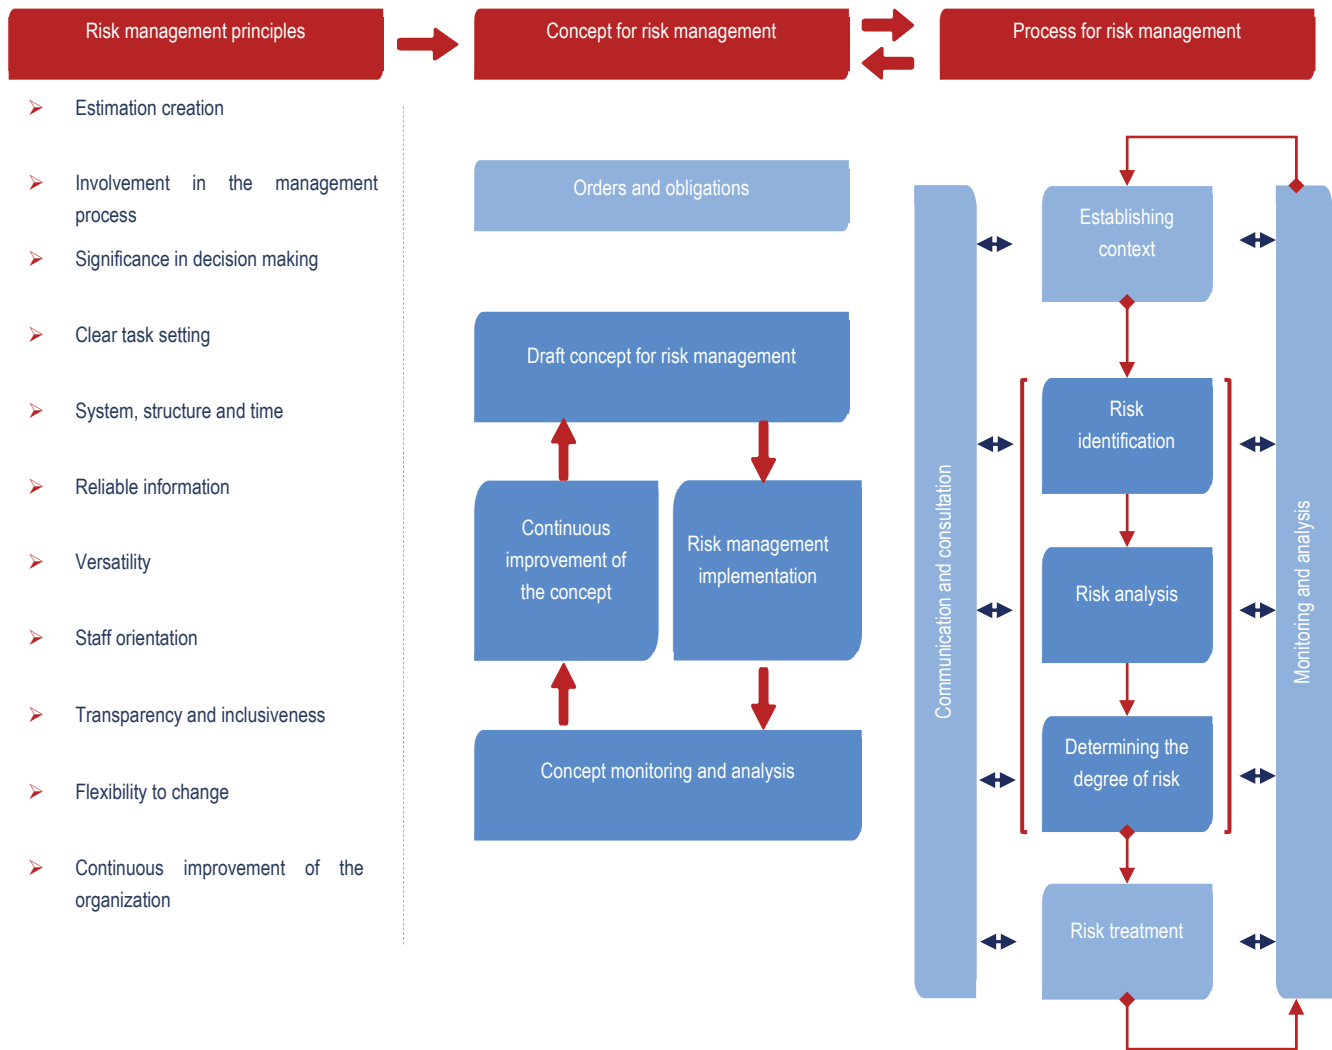 Risk management principles
Concept for risk management
Process for risk management
Estimation creation
Involvement in the management
process
Significance in decision making
Clear task setting
System, structure and time
Reliable information
Versatility
Staff orientation
Transparency and inclusiveness
Flexibility to change
Continuous improvement of the
organization
Orders and obligations
Draft concept for risk management
Continuous
improvement of
the concept
Risk management
implementation
Concept monitoring and analysis
Communication and consultation
Establishing
context
Risk
identification
Risk analysis
Determining the
degree of risk
Risk treatment
Monitoring and analysis